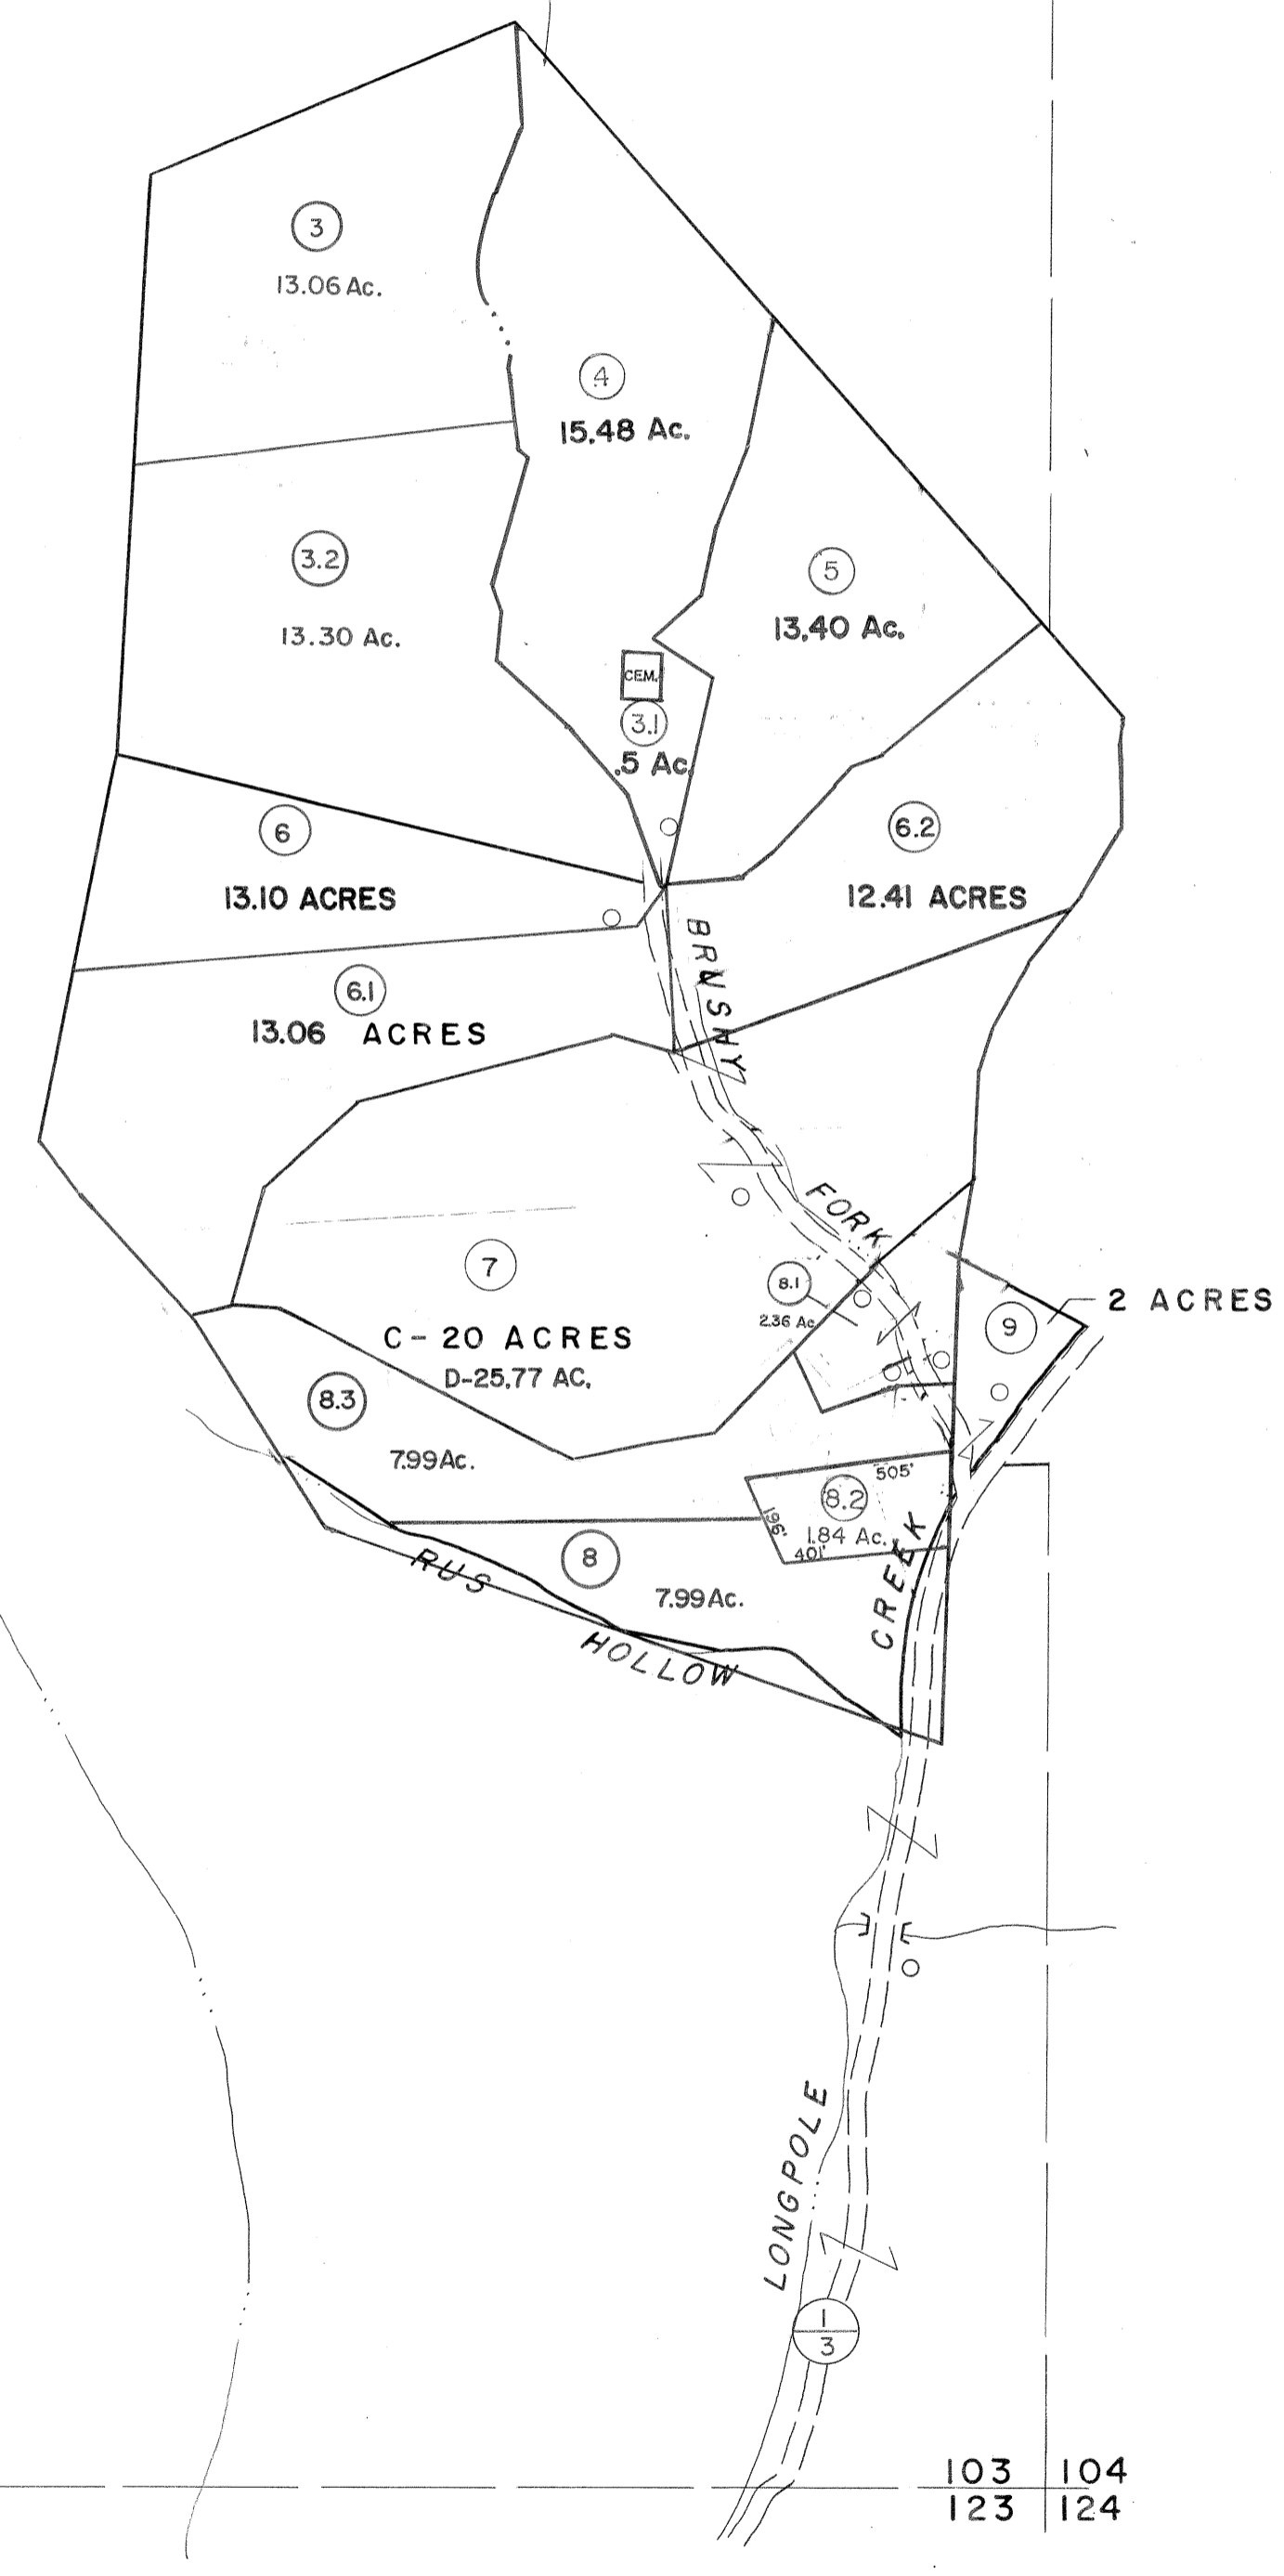 3
13.06 Ac.
4
15.48 Ac.
3.2
13.30 Ac.
5
13.40 Ac.
CEM.
3.1
.5 Ac.
6
13.10 ACRES
6.2
12.41 ACRES
BRUSHY
6.1
13.06 ACRES
FORK
7
C- 20 ACRES
D-25.77 AC.
8.1
2.36 Ac.
9
2 ACRES
8.3
7.99 Ac.
505'
8.2
196'
1.84 Ac.
401'
8
7.99 Ac.
RUS
HOLLOW
CREEK
LONGPOLE
1
3
103 104
123 124